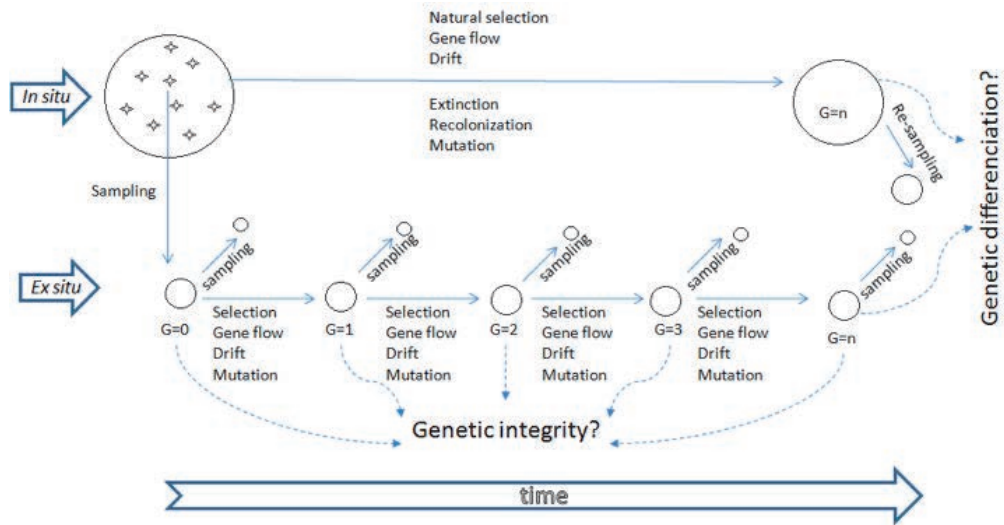 Natural selection
Gene flow
Drift
In situ
Extinction
Recolonization
Mutation
G=n
Re-sampling
Genetic differenciation?
Sampling
Ex situ
sampling
sampling
sampling
sampling
sampling
G=0
G=1
G=2
G=3
G=n
Selection
Gene flow
Drift
Mutation
Selection
Gene flow
Drift
Mutation
Selection
Gene flow
Drift
Mutation
Selection
Gene flow
Drift
Mutation
Genetic integrity?
time